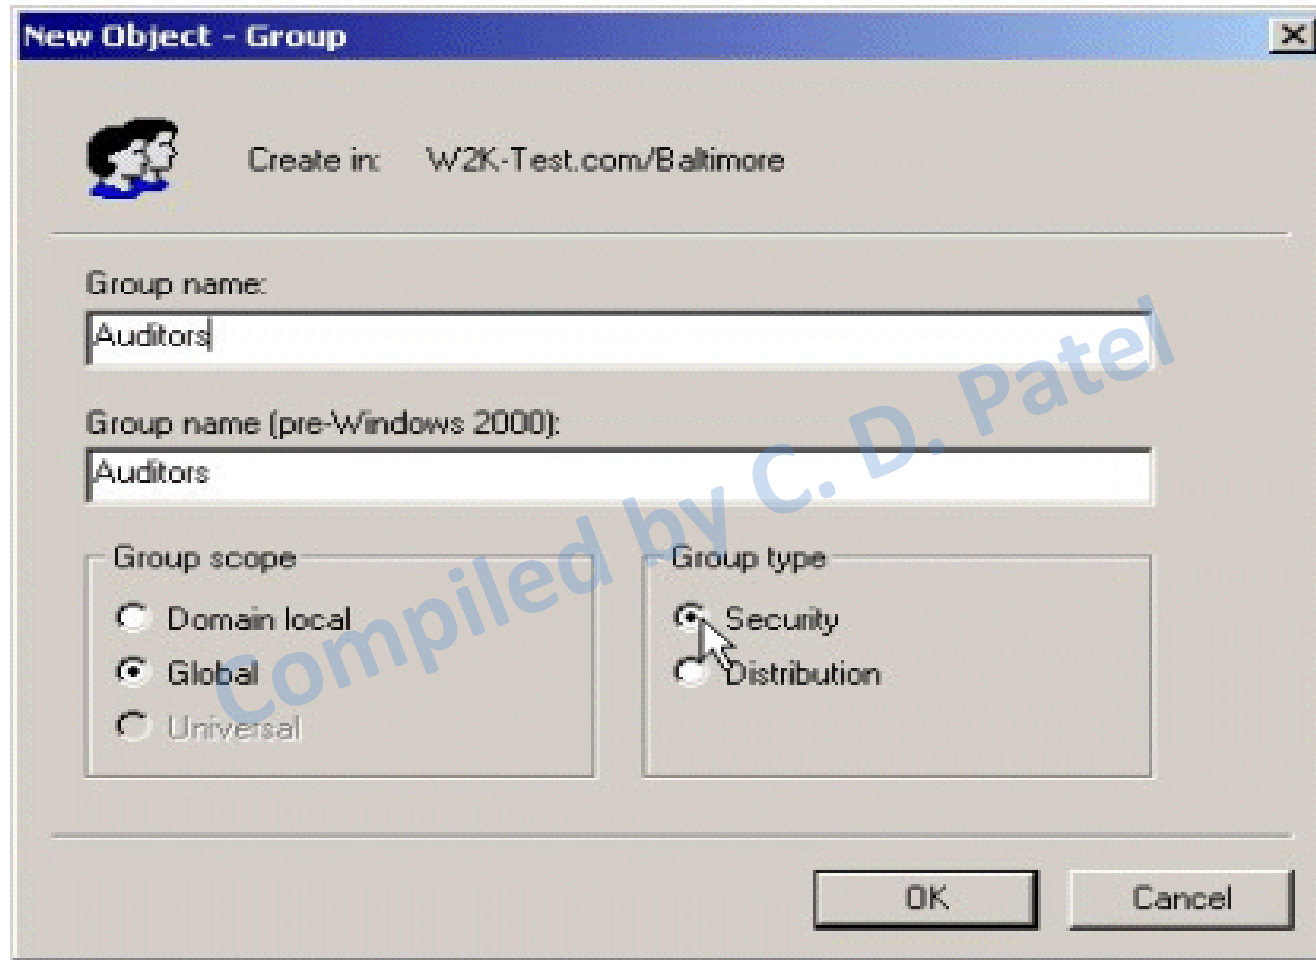 New Object - Group
Create in: W2K-Test.com/Baltimore
Group name:
Auditors
Group name (pre-Windows 2000):
Auditors
Group scope
Domain local
Global
Universal
Group type
Security
Distribution
OK
Cancel
Compiled by C. D. Patel